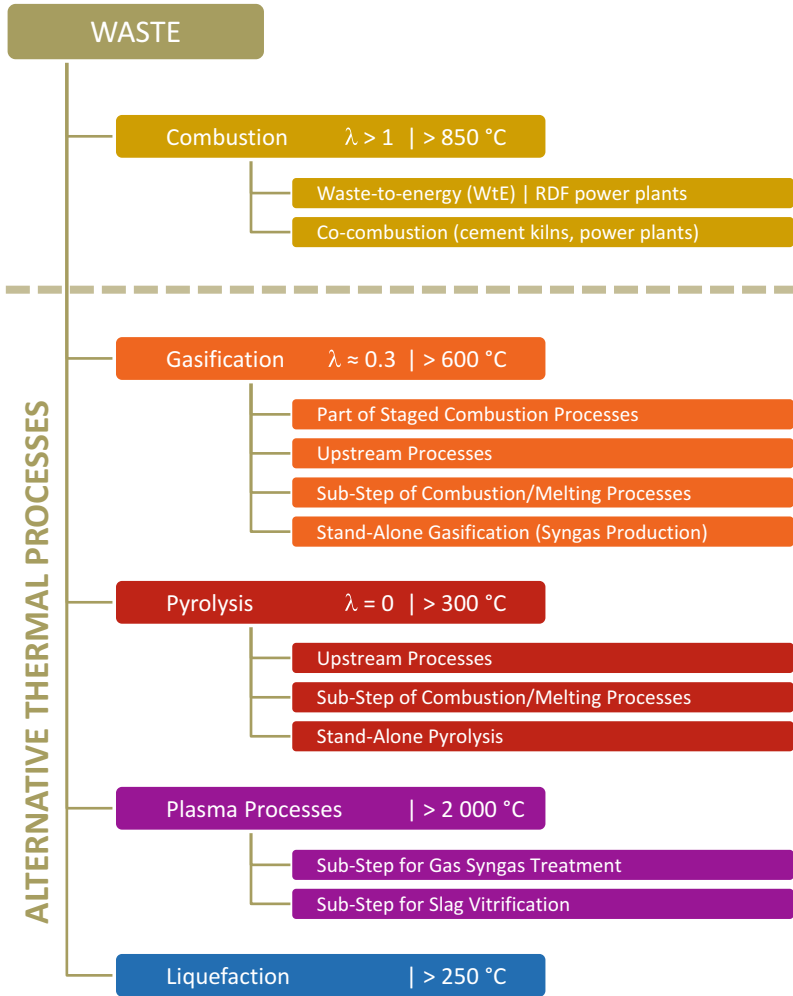 WASTE
Combustion λ > 1 | > 850 °C
Waste-to-energy (WtE) | RDF power plants
Co-combustion (cement kilns, power plants)
ALTERNATIVE THERMAL PROCESSES
Gasification λ ≈ 0.3 | > 600 °C
Part of Staged Combustion Processes
Upstream Processes
Sub-Step of Combustion/Melting Processes
Stand-Alone Gasification (Syngas Production)
Pyrolysis λ = 0 | > 300 °C
Upstream Processes
Sub-Step of Combustion/Melting Processes
Stand-Alone Pyrolysis
Plasma Processes | > 2 000 °C
Sub-Step for Gas Syngas Treatment
Sub-Step for Slag Vitrification
Liquefaction | > 250 °C